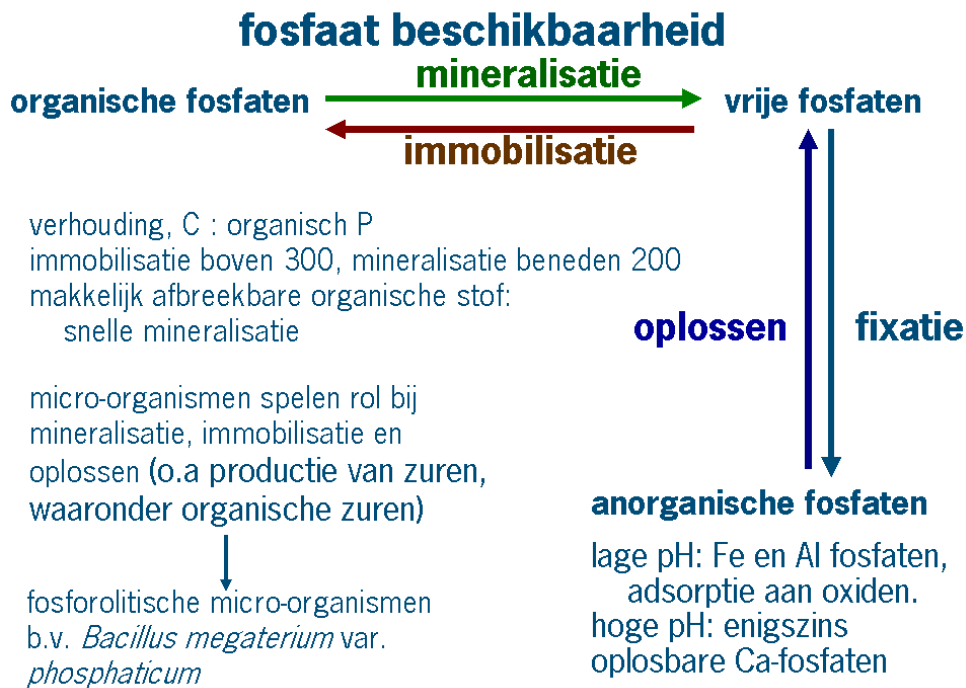 fosfaat beschikbaarheid
mineralisatie
organische fosfaten
vrije fosfaten
immobilisatie
verhouding, C : organisch P
immobilisatie boven 300, mineralisatie beneden 200
makkelijk afbreekbare organische stof:
snelle mineralisatie
oplossen
fixatie
micro-organismen spelen rol bij
mineralisatie, immobilisatie en
oplossen (o.a productie van zuren,
waaronder organische zuren)
fosforolitische micro-organismen
b.v. Bacillus megaterium var.
phosphaticum
anorganische fosfaten
lage pH: Fe en Al fosfaten,
adsorptie aan oxiden.
hoge pH: enigszins
oplosbare Ca-fosfaten